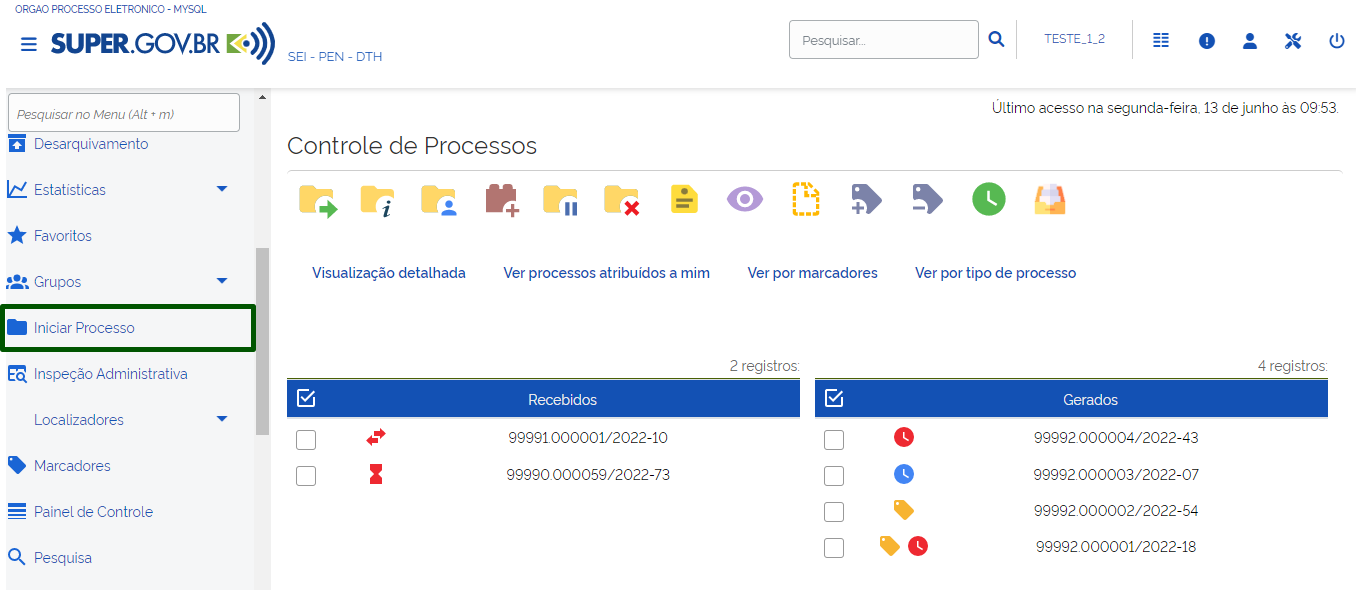 ORGAO PROCESSO ELETRONICO - MYSQL
SUPER.GOV.BR
SEI - PEN - DTH
Pesquisar...
TESTE_1_2
Pesquisar no Menu (Alt + m)
Último acesso na segunda-feira, 13 de junho às 09:53.
Desarquivamento
Estatísticas
Favoritos
Grupos
Iniciar Processo
Inspeção Administrativa
Localizadores
Marcadores
Painel de Controle
Pesquisa
Controle de Processos
Visualização detalhada
Ver processos atribuídos a mim
Ver por marcadores
Ver por tipo de processo
2 registros:
Recebidos
99991.000001/2022-10
99990.000059/2022-73
4 registros:
Gerados
99992.000004/2022-43
99992.000003/2022-07
99992.000002/2022-54
99992.000001/2022-18